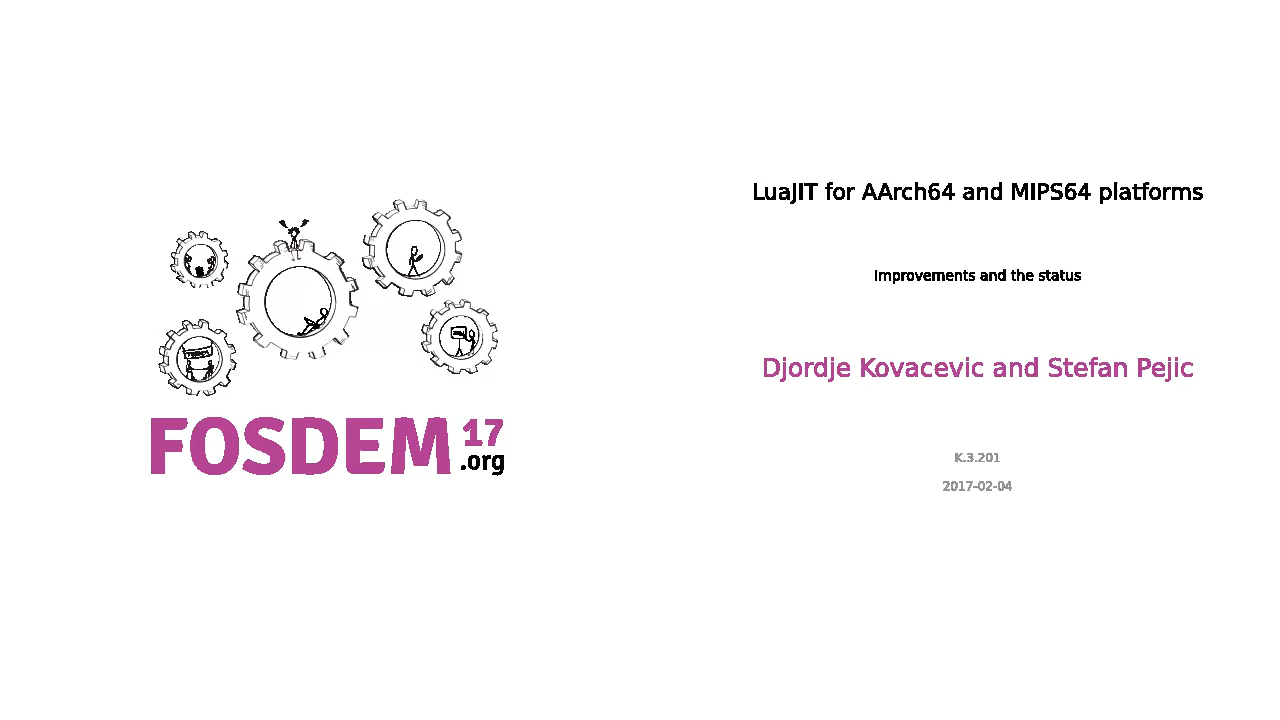 LuaJIT for AArch64 and MIPS64 platforms
Improvements and the status
Djordje Kovacevic and Stefan Pejic
K.3.201
2017-02-04
FOSDEM 17
.org